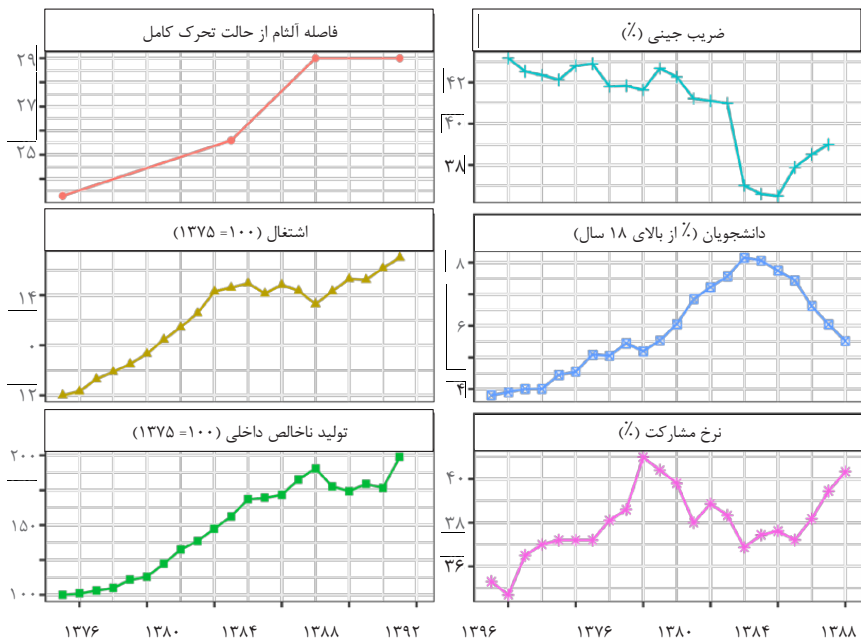 ضریب جینی (٪)
۴۲
۴۰
۳۸
فاصله آلثام از حالت تحرک کامل
۲۹
۲۷
۲۵
دانشجویان (٪ از بالای ۱۸ سال)
۸
۶
۴
اشتغال (۱۰۰= ۱۳۷۵)
۱۴
۰
۱۲
نرخ مشارکت (٪)
۴۰
۳۸
۳۶
تولید ناخالص داخلی (۱۰۰= ۱۳۷۵)
۲۰۰
۱۵۰
۱۰۰
۱۳۷۶ ۱۳۸۰ ۱۳۸۴ ۱۳۸۸ ۱۳۹۲
۱۳۹۶ ۱۳۷۶ ۱۳۸۰ ۱۳۸۴ ۱۳۸۸